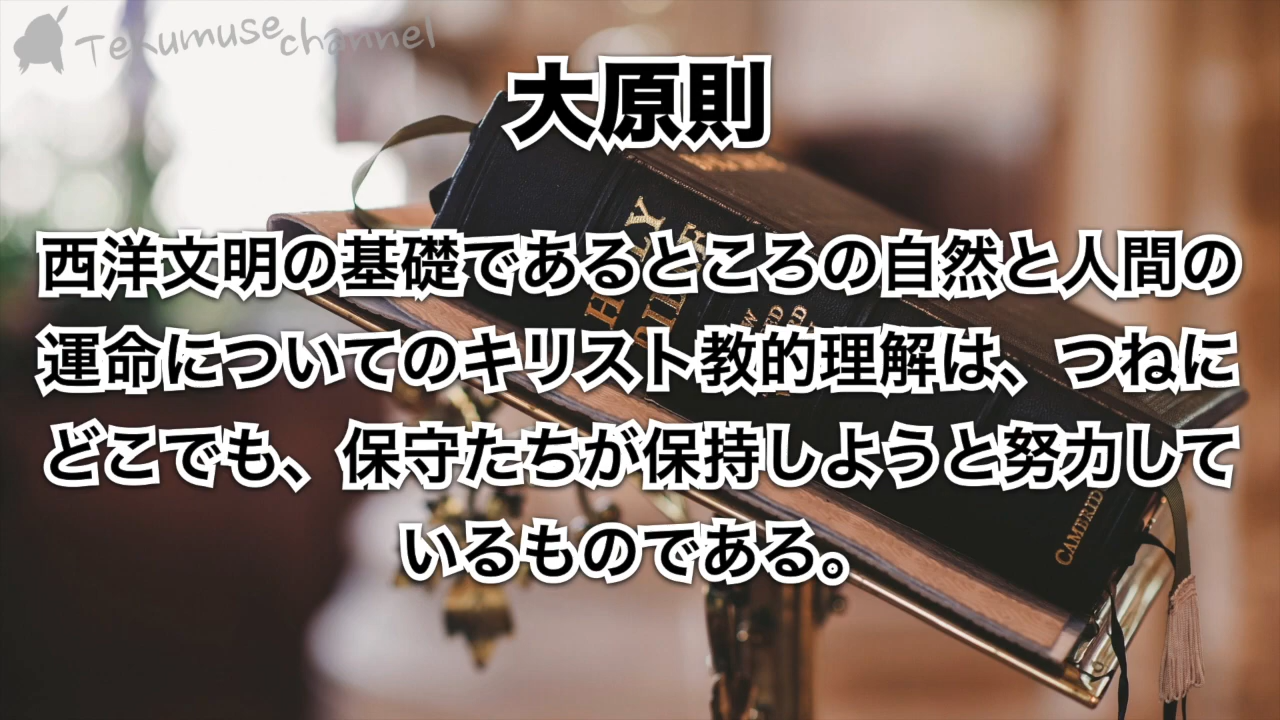 Tekumuse channel
大原則
西洋文明の基礎であるところの自然と人間の
運命についてのキリスト教的理解は、つねに
どこでも、保守たちが保持しようと努力して
いるものである。
HOLY
BIBLE
CAMBRID